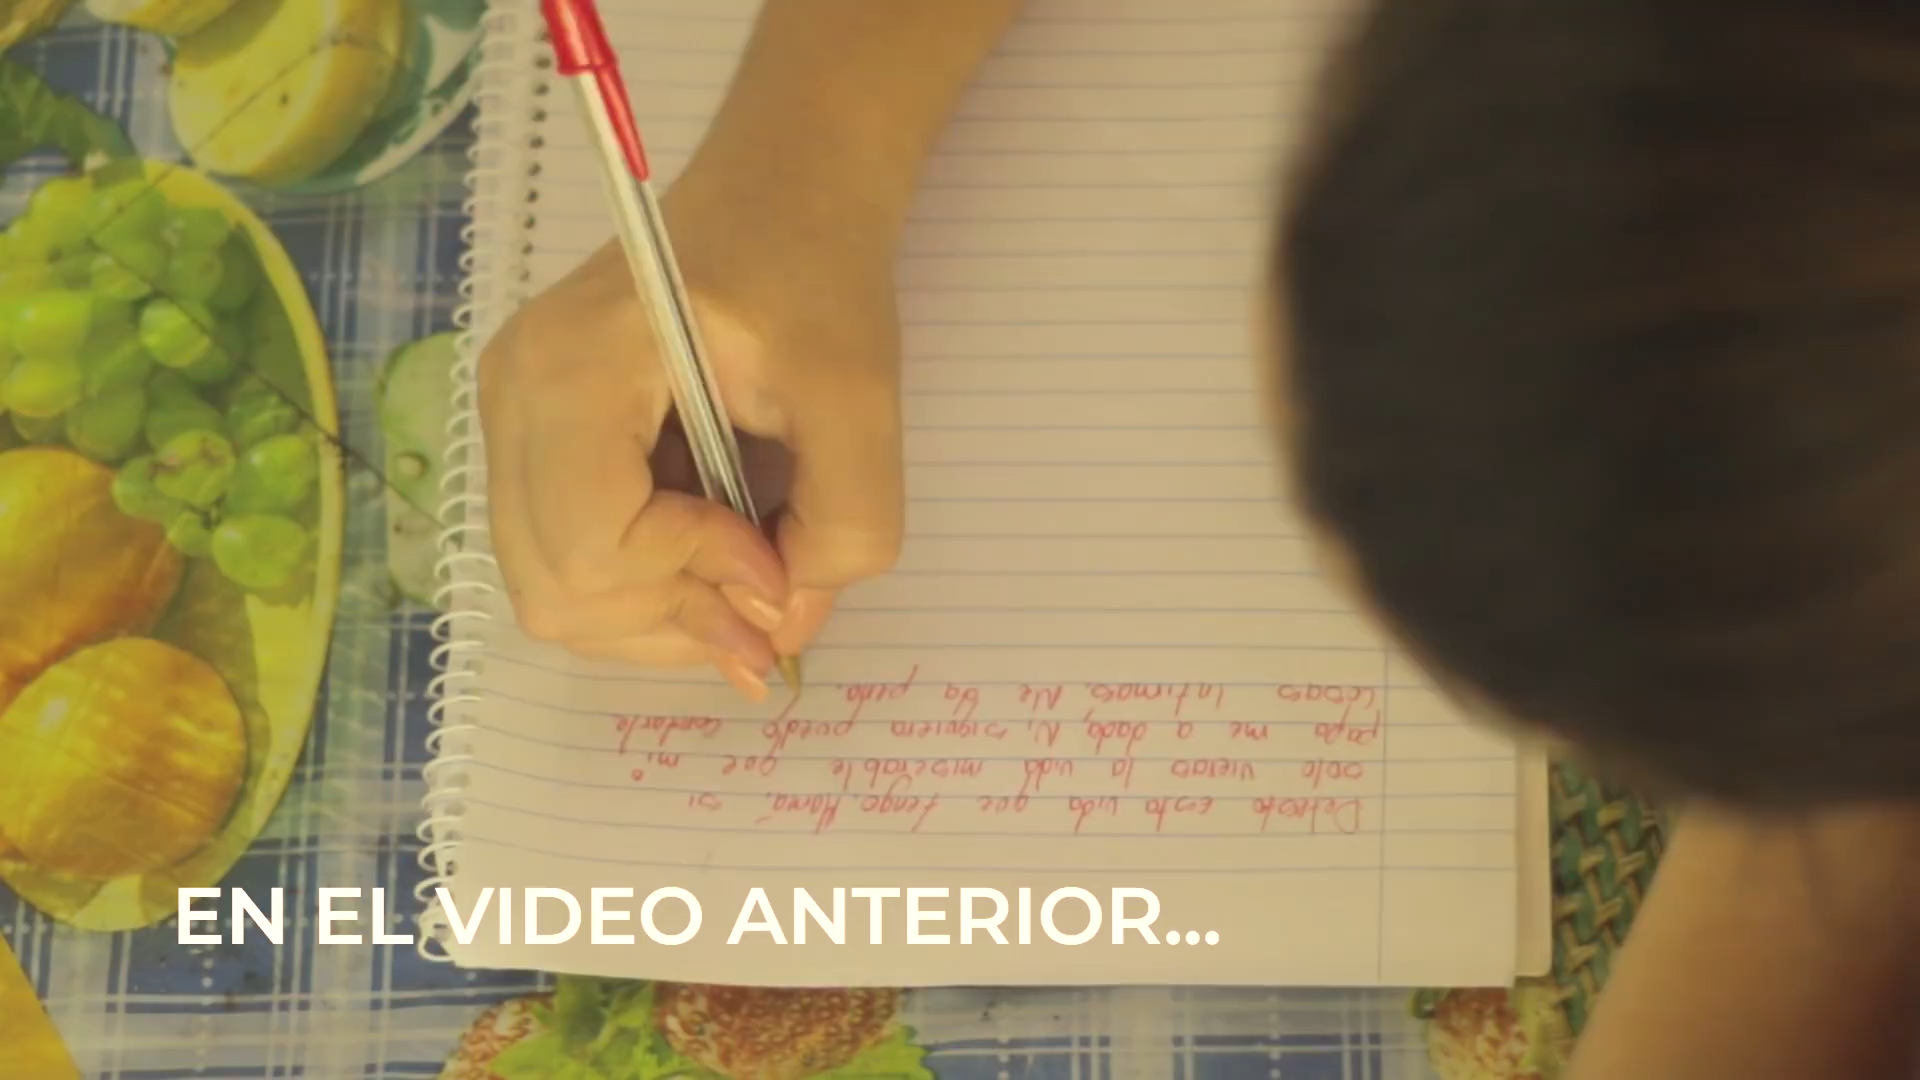 Detesto esta vida que tengo. Mamá, si
solo vieras la vida miserable que mi
papa me a dado, Ni siquiera puedo contarle
cosas intimas. Me da pena.
EN EL VIDEO ANTERIOR...